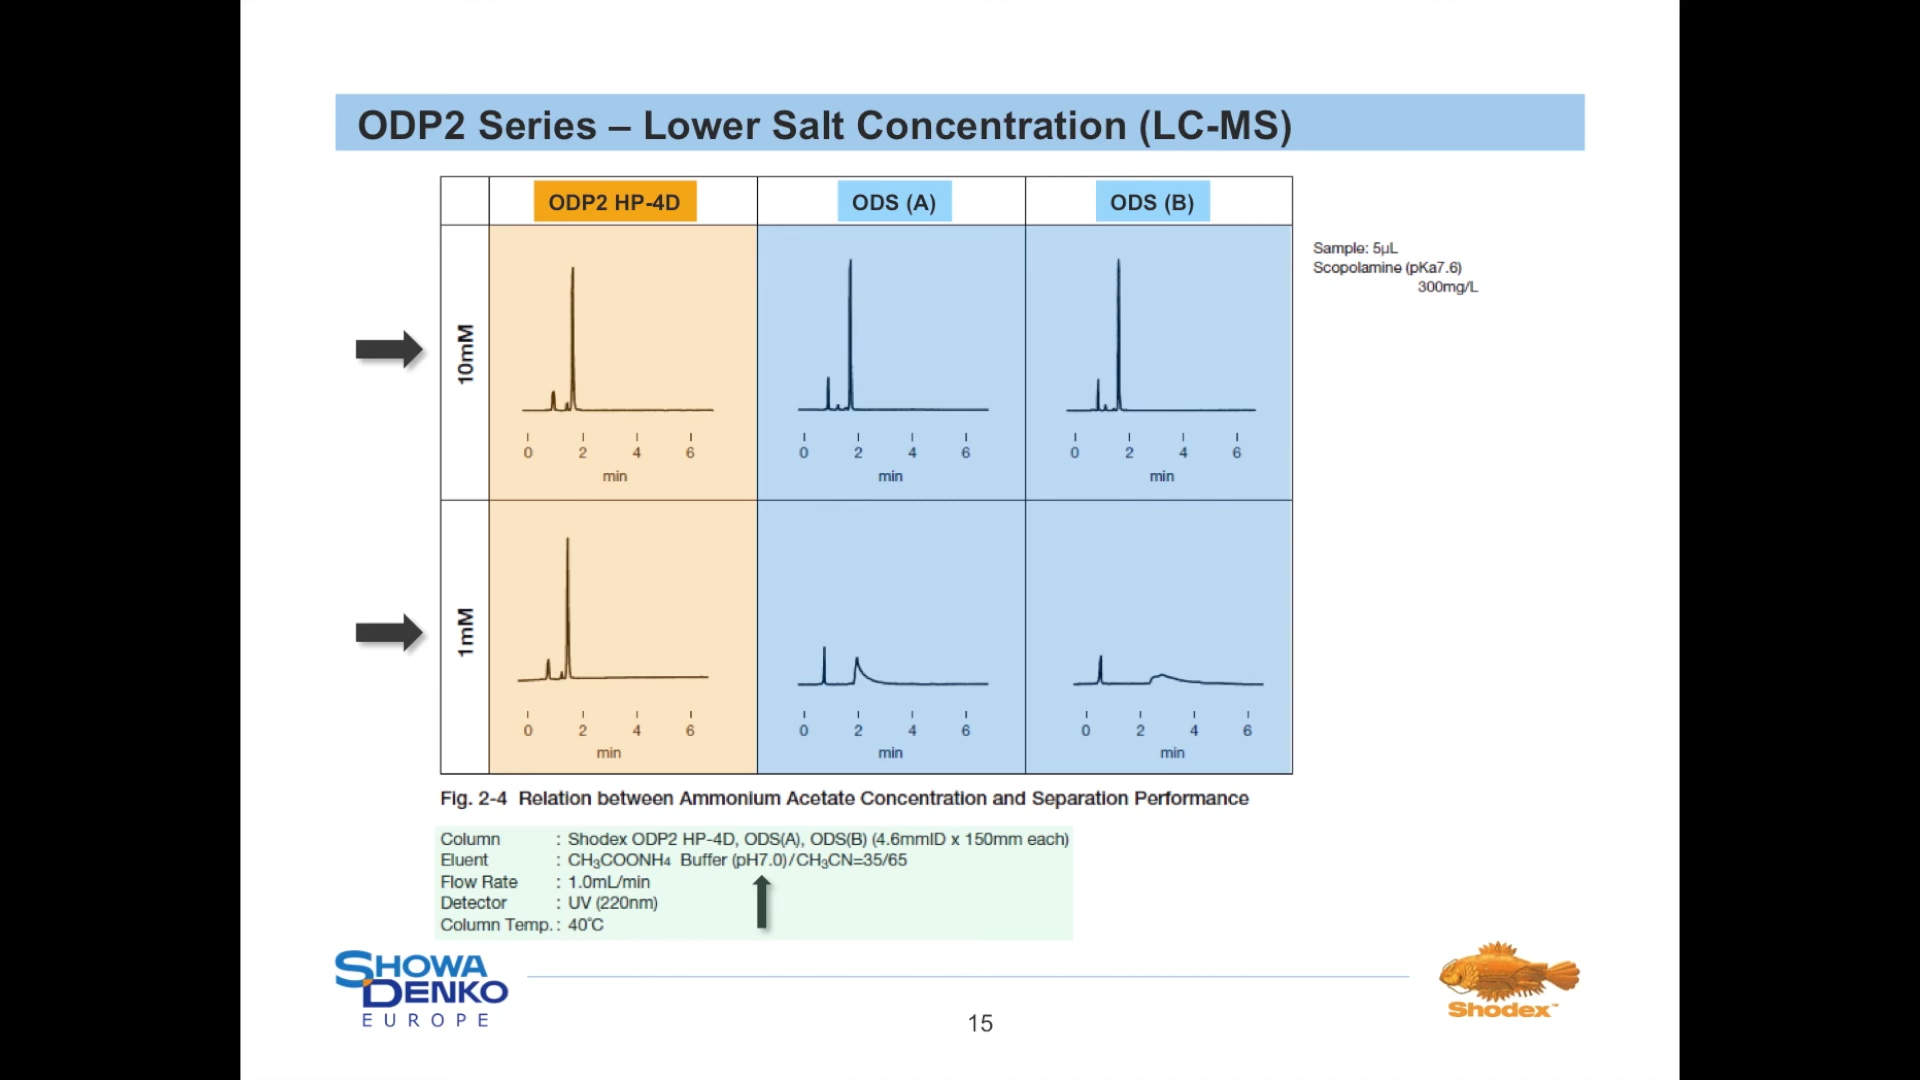 ODP2 Series – Lower Salt Concentration (LC-MS)
ODP2 HP-4D
ODS (A)
ODS (B)
Sample: 5µL
Scopolamine (pKa7.6)
300mg/L
10mM
0 2 4 6
min
0 2 4 6
min
0 2 4 6
min
1mM
0 2 4 6
min
0 2 4 6
min
0 2 4 6
min
Fig. 2-4 Relation between Ammonium Acetate Concentration and Separation Performance
Column : Shodex ODP2 HP-4D, ODS(A), ODS(B) (4.6mmID x 150mm each)
Eluent : CH₃COONH₄ Buffer (pH7.0)/CH₃CN=35/65
Flow Rate : 1.0mL/min
Detector : UV (220nm)
Column Temp. : 40°C
SHOWA
DENKO
EUROPE
15
Shodex™